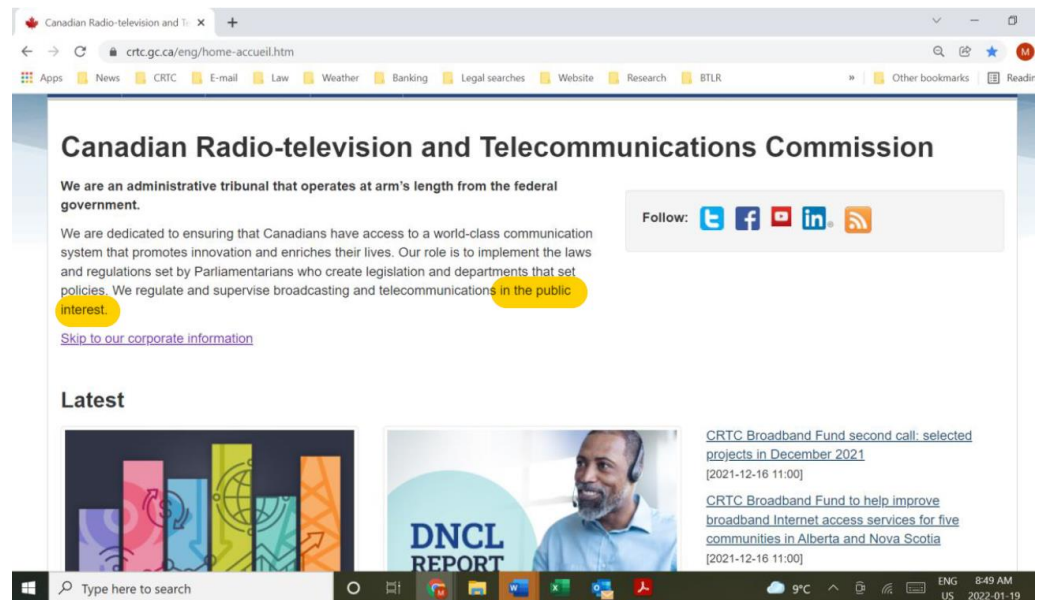 Canadian Radio-television and Te
crtc.gc.ca/eng/home-accueil.htm
M
Apps News CRTC E-mail Law Weather Banking Legal searches Website Research BTLR » Other bookmarks Readin
Canadian Radio-television and Telecommunications Commission
We are an administrative tribunal that operates at arm's length from the federal
government.
We are dedicated to ensuring that Canadians have access to a world-class communication
system that promotes innovation and enriches their lives. Our role is to implement the laws
and regulations set by Parliamentarians who create legislation and departments that set
policies. We regulate and supervise broadcasting and telecommunications in the public
interest.
Follow:
in
Skip to our corporate information
Latest
DNCL
REPORT
CRTC Broadband Fund second call: selected
projects in December 2021
[2021-12-16 11:00]
CRTC Broadband Fund to help improve
broadband Internet access services for five
communities in Alberta and Nova Scotia
[2021-12-16 11:00]
Type here to search
9°C
ENG
US
8:49 AM
2022-01-19